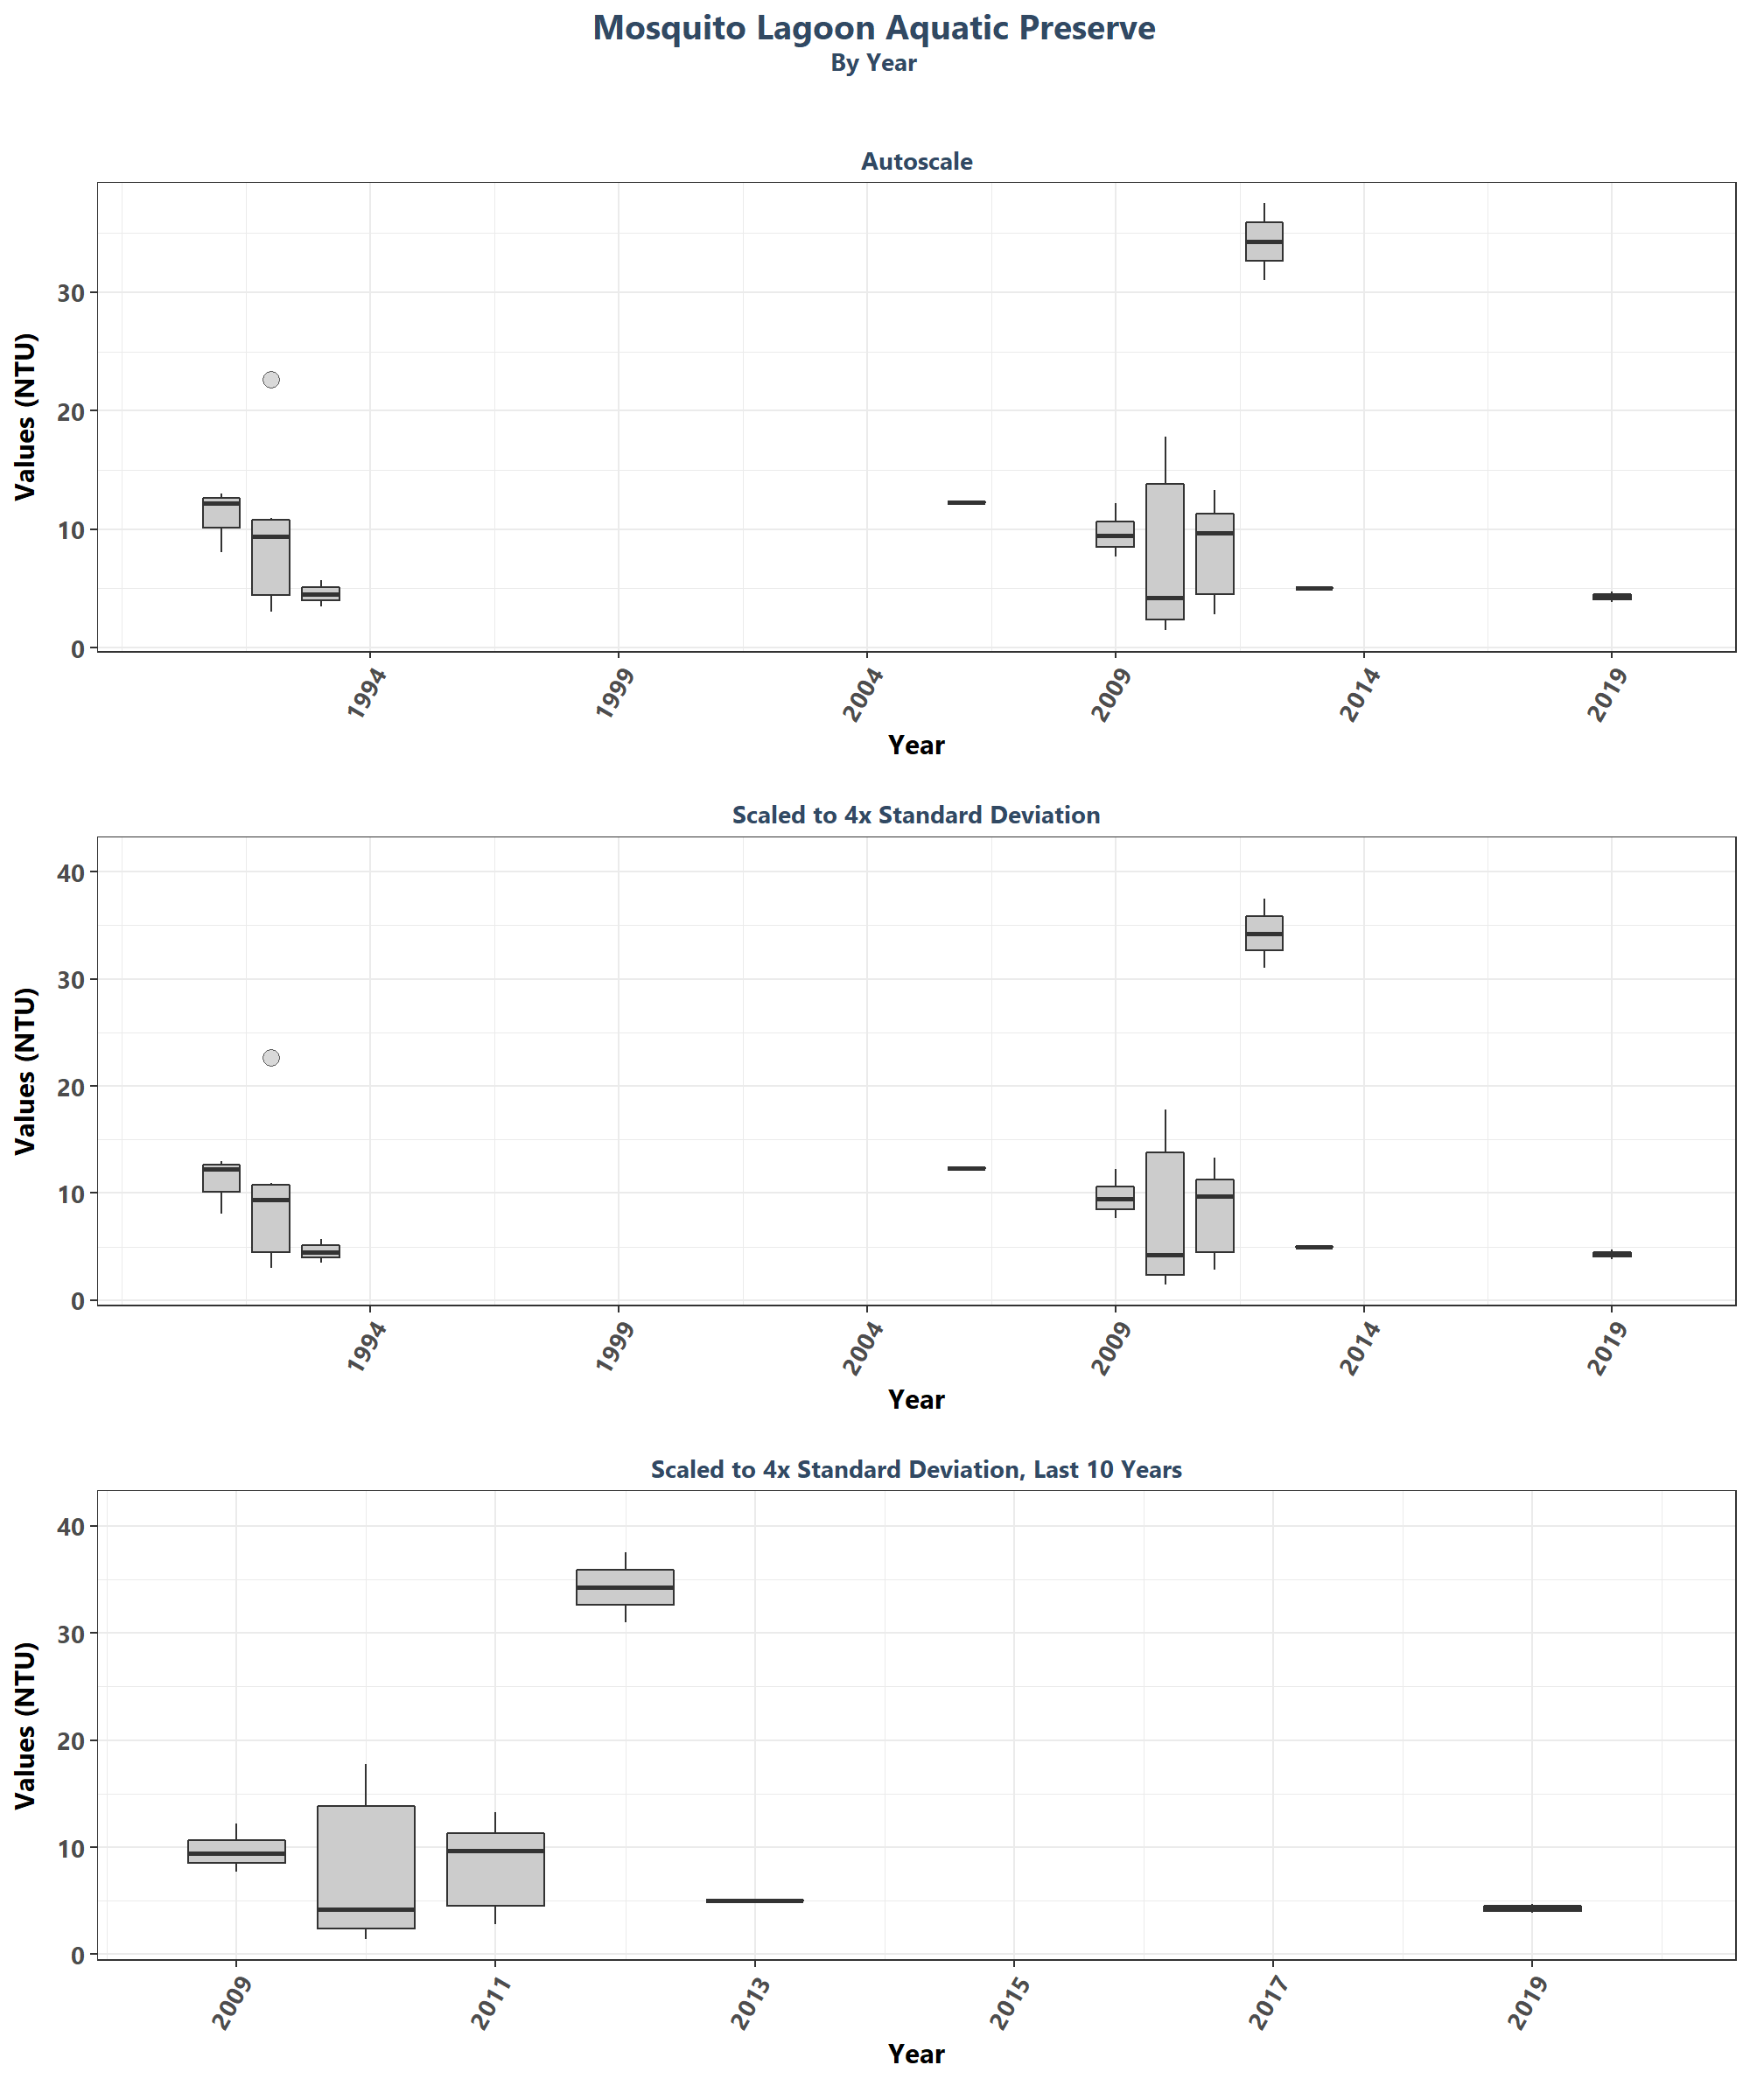 Mosquito Lagoon Aquatic Preserve
By Year
Autoscale
Values (NTU)
30
20
10
0
1994 1999 2004 2009 2014 2019
Year
Scaled to 4x Standard Deviation
Values (NTU)
40
30
20
10
0
1994 1999 2004 2009 2014 2019
Year
Scaled to 4x Standard Deviation, Last 10 Years
Values (NTU)
40
30
20
10
0
2009 2011 2013 2015 2017 2019
Year